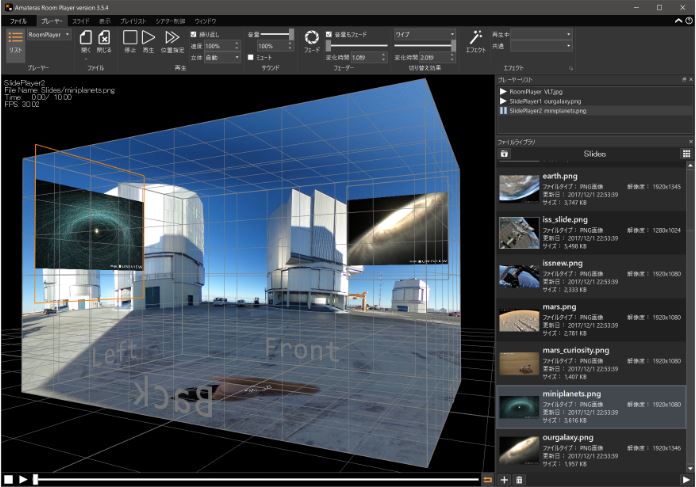 Amateras Room Player version 3.5.4
ファイル プレーヤー スライド 表示 プレイリスト シアター制御 ウィンドウ
リスト RoomPlayer 開く 閉じる 停止 再生 位置指定 繰り返し 速度 100% 立体 自動 音量 100% ミュート フェード 音量もフェード 変化時間 1.0秒 ワイプ 変化時間 2.0秒 エフェクト 再生中 共通
プレーヤー ファイル 再生 サウンド フェーダー 切り替え効果 エフェクト
SlidePlayer2
File Name: Slides/miniplanets.png
Time: 0.00/ 10.00
FPS: 30.02
Left
Front
Back
プレーヤーリスト
RoomPlayer VLT.jpg
SlidePlayer1 ourgalaxy.png
SlidePlayer2 miniplanets.png
ファイルライブラリ
Slides
earth.png
ファイルタイプ： PNG画像 解像度： 1920x1345
更新日： 2017/12/1 22:53:39
サイズ： 3,747 KB
iss_slide.png
ファイルタイプ： PNG画像 解像度： 1280x1024
更新日： 2017/12/1 22:53:39
サイズ： 3,498 KB
issnew.png
ファイルタイプ： PNG画像 解像度： 1920x1080
更新日： 2017/12/1 22:53:39
サイズ： 2,333 KB
mars.png
ファイルタイプ： PNG画像 解像度： 1920x1080
更新日： 2017/12/1 22:53:39
サイズ： 2,761 KB
mars_curiosity.png
ファイルタイプ： PNG画像 解像度： 1920x1080
更新日： 2017/12/1 22:53:39
サイズ： 1,407 KB
miniplanets.png
ファイルタイプ： PNG画像 解像度： 1920x1080
更新日： 2017/12/1 22:53:39
サイズ： 3,616 KB
ourgalaxy.png
ファイルタイプ： PNG画像 解像度： 1920x1346
更新日： 2017/12/1 22:53:39
サイズ： 1,957 KB